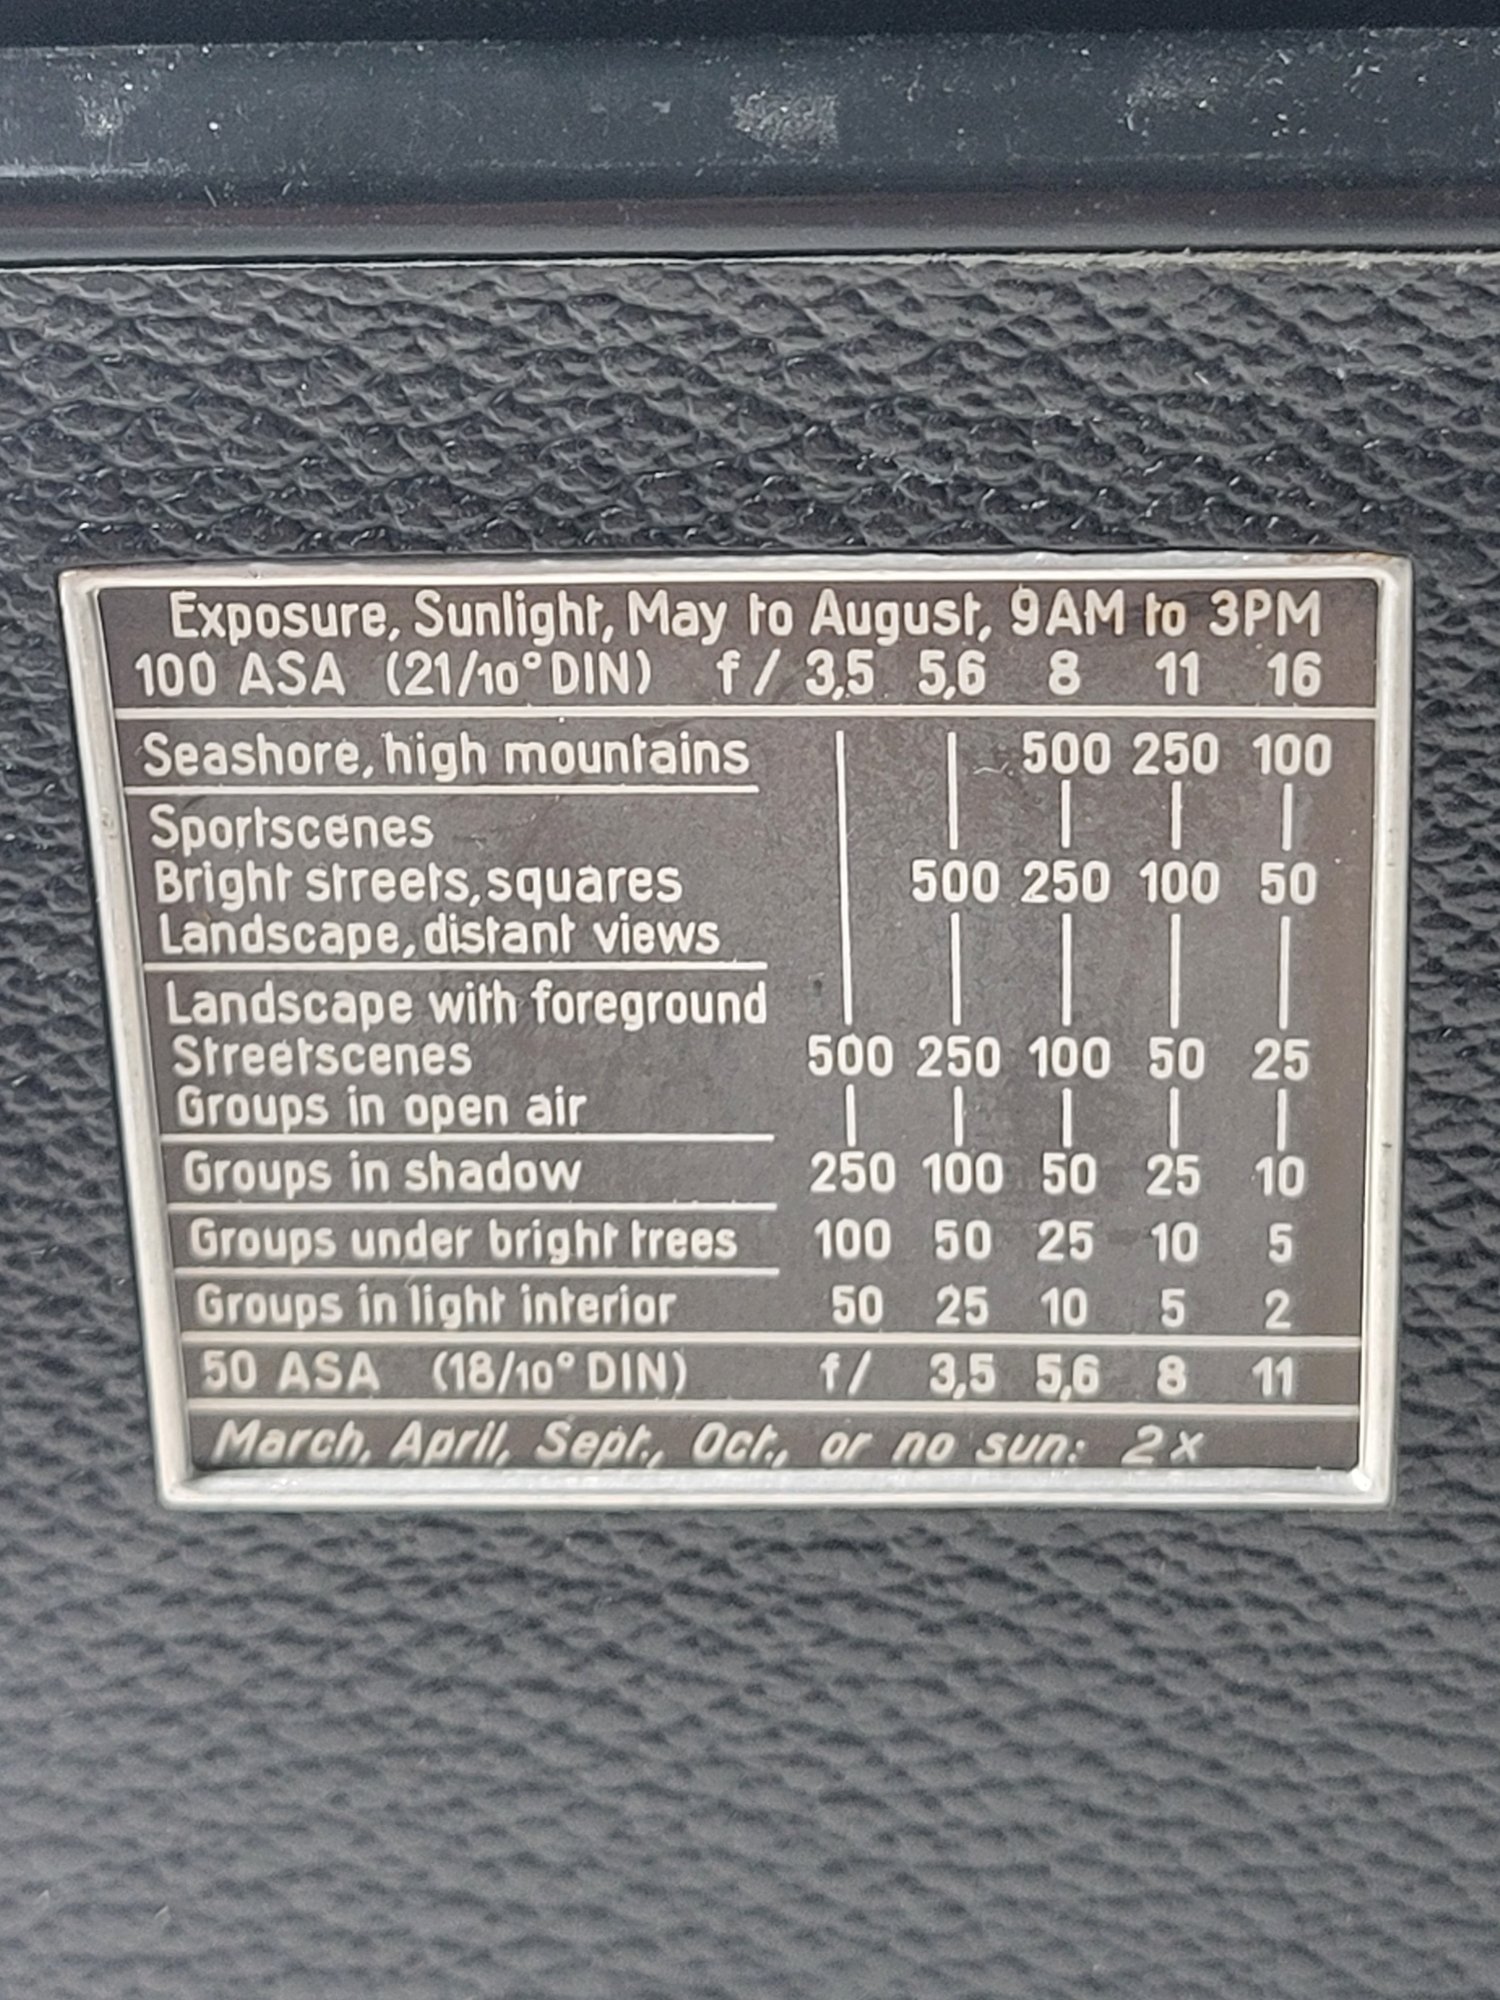 Exposure, Sunlight, May to August, 9AM to 3PM
100 ASA (21/10° DIN) f / 3,5 5,6 8 11 16
Seashore, high mountains 500 250 100
Sportscenes
Bright streets, squares 500 250 100 50
Landscape, distant views
Landscape with foreground
Streetscenes 500 250 100 50 25
Groups in open air
Groups in shadow 250 100 50 25 10
Groups under bright trees 100 50 25 10 5
Groups in light interior 50 25 10 5 2
50 ASA (18/10° DIN) f / 3,5 5,6 8 11
March, April, Sept., Oct., or no sun: 2x